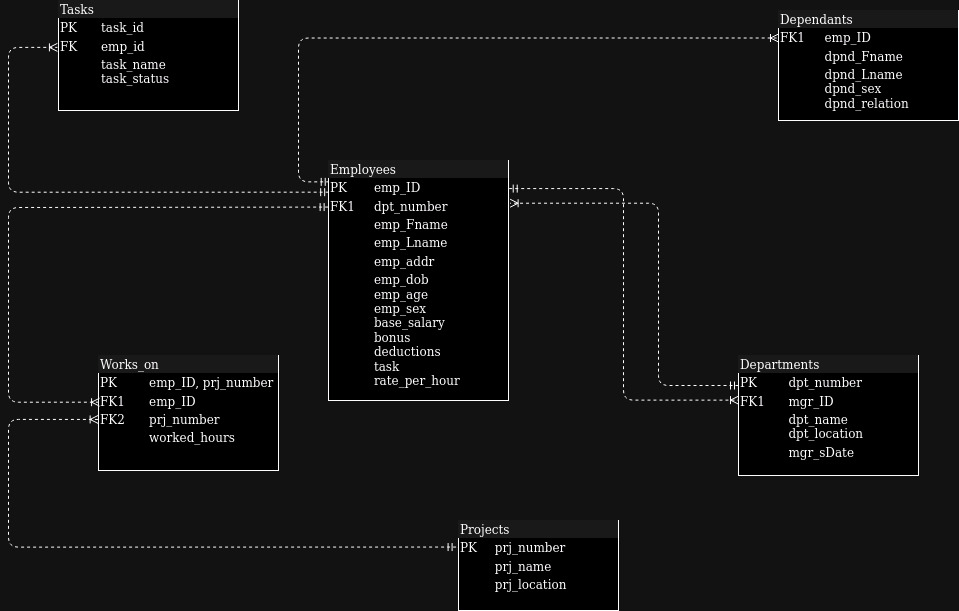 Tasks
PK task_id
FK emp_id
task_name
task_status
Dependants
FK1 emp_ID
dpnd_Fname
dpnd_Lname
dpnd_sex
dpnd_relation
Employees
PK emp_ID
FK1 dpt_number
emp_Fname
emp_Lname
emp_addr
emp_dob
emp_age
emp_sex
base_salary
bonus
deductions
task
rate_per_hour
Works_on
PK emp_ID, prj_number
FK1 emp_ID
FK2 prj_number
worked_hours
Departments
PK dpt_number
FK1 mgr_ID
dpt_name
dpt_location
mgr_sDate
Projects
PK prj_number
prj_name
prj_location